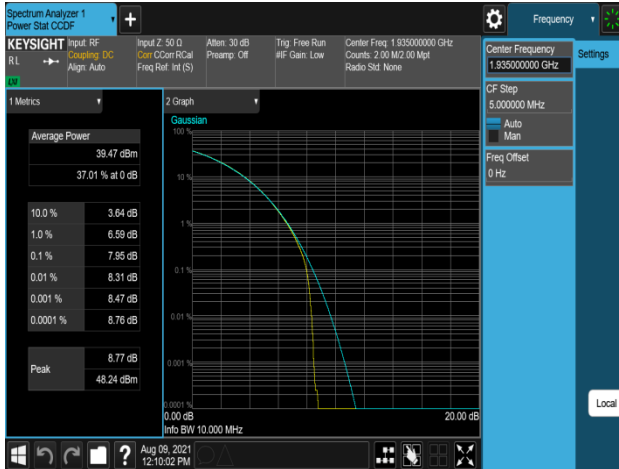 Spectrum Analyzer 1
Power Stat CCDF
+
Frequency
KEYSIGHT
RL
LXI
Input: RF
Coupling: DC
Align: Auto
Input Z: 50 Ω
Corr CCorr RCal
Freq Ref: Int (S)
Atten: 30 dB
Preamp: Off
Trig: Free Run
#IF Gain: Low
Center Freq: 1.935000000 GHz
Counts: 2.00 M/2.00 Mpt
Radio Std: None
Center Frequency
1.935000000 GHz
Settings
CF Step
5.000000 MHz
Auto
Man
Freq Offset
0 Hz
1 Metrics
Average Power
39.47 dBm
37.01 % at 0 dB
10.0 % 3.64 dB
1.0 % 6.59 dB
0.1 % 7.95 dB
0.01 % 8.31 dB
0.001 % 8.47 dB
0.0001 % 8.76 dB
Peak
8.77 dB
48.24 dBm
2 Graph
Gaussian
100 %
10 %
1 %
0.1 %
0.01 %
0.001 %
0.0001 %
0.00 dB 20.00 dB
Info BW 10.000 MHz
Local
?
Aug 09, 2021
12:10:02 PM